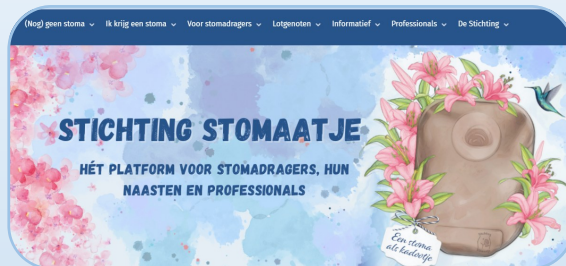 (Nog) geen stoma Ik krijg een stoma Voor stomadragers Lotgenoten Informatief Professionals De Stichting
STICHTING STOMAATJE
HÉT PLATFORM VOOR STOMADRAGERS, HUN
NAASTEN EN PROFESSIONALS
Een stoma
als kadootje